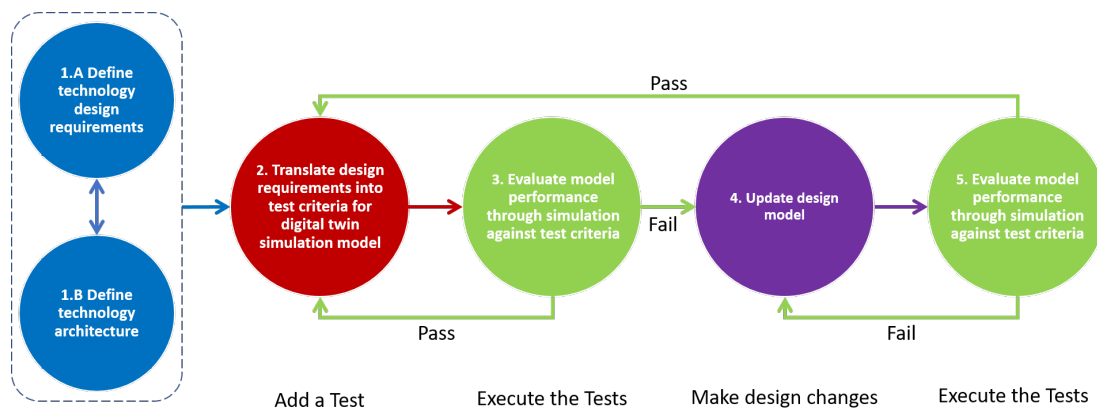 1.A Define
technology
design
requirements
1.B Define
technology
architecture
2. Translate design
requirements into
test criteria for
digital twin
simulation model
3. Evaluate model
performance
through simulation
against test criteria
4. Update design
model
5. Evaluate model
performance
through simulation
against test criteria
Pass
Fail
Pass
Fail
Add a Test
Execute the Tests
Make design changes
Execute the Tests